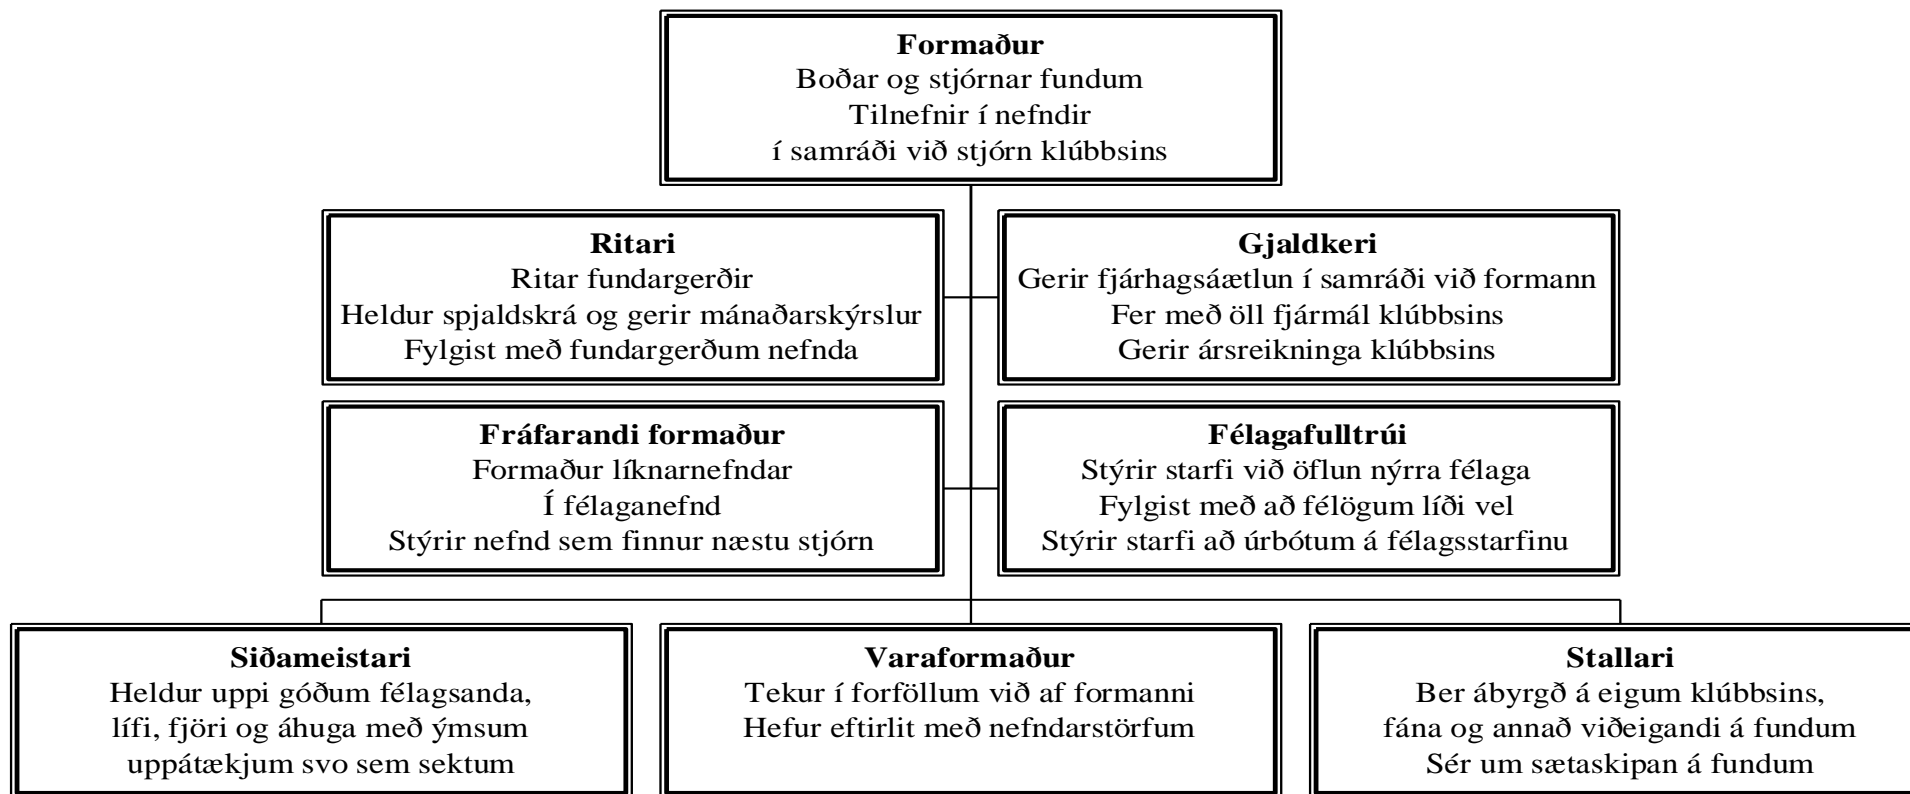 Formaður
Boðar og stjórnar fundum
Tilnefnir í nefndir
í samráði við stjórn klúbbsins
Ritari
Ritar fundargerðir
Heldur spjaldskrá og gerir mánaðarskýrslur
Fylgist með fundargerðum nefnda
Gjaldkeri
Gerir fjárhagsáætlun í samráði við formann
Fer með öll fjármál klúbbsins
Gerir ársreikninga klúbbsins
Fráfarandi formaður
Formaður líknarnefndar
Í félaganefnd
Stýrir nefnd sem finnur næstu stjórn
Félagafulltrúi
Stýrir starfi við öflun nýrra félaga
Fylgist með að félögum líði vel
Stýrir starfi að úrbótum á félagsstarfinu
Siðameistari
Heldur uppi góðum félagsanda,
lífi, fjöri og áhuga með ýmsum
uppátækjum svo sem sektum
Varaformaður
Tekur í forföllum við af formanni
Hefur eftirlit með nefndarstörfum
Stallari
Ber ábyrgð á eigum klúbbsins,
fána og annað viðeigandi á fundum
Sér um sætaskipan á fundum